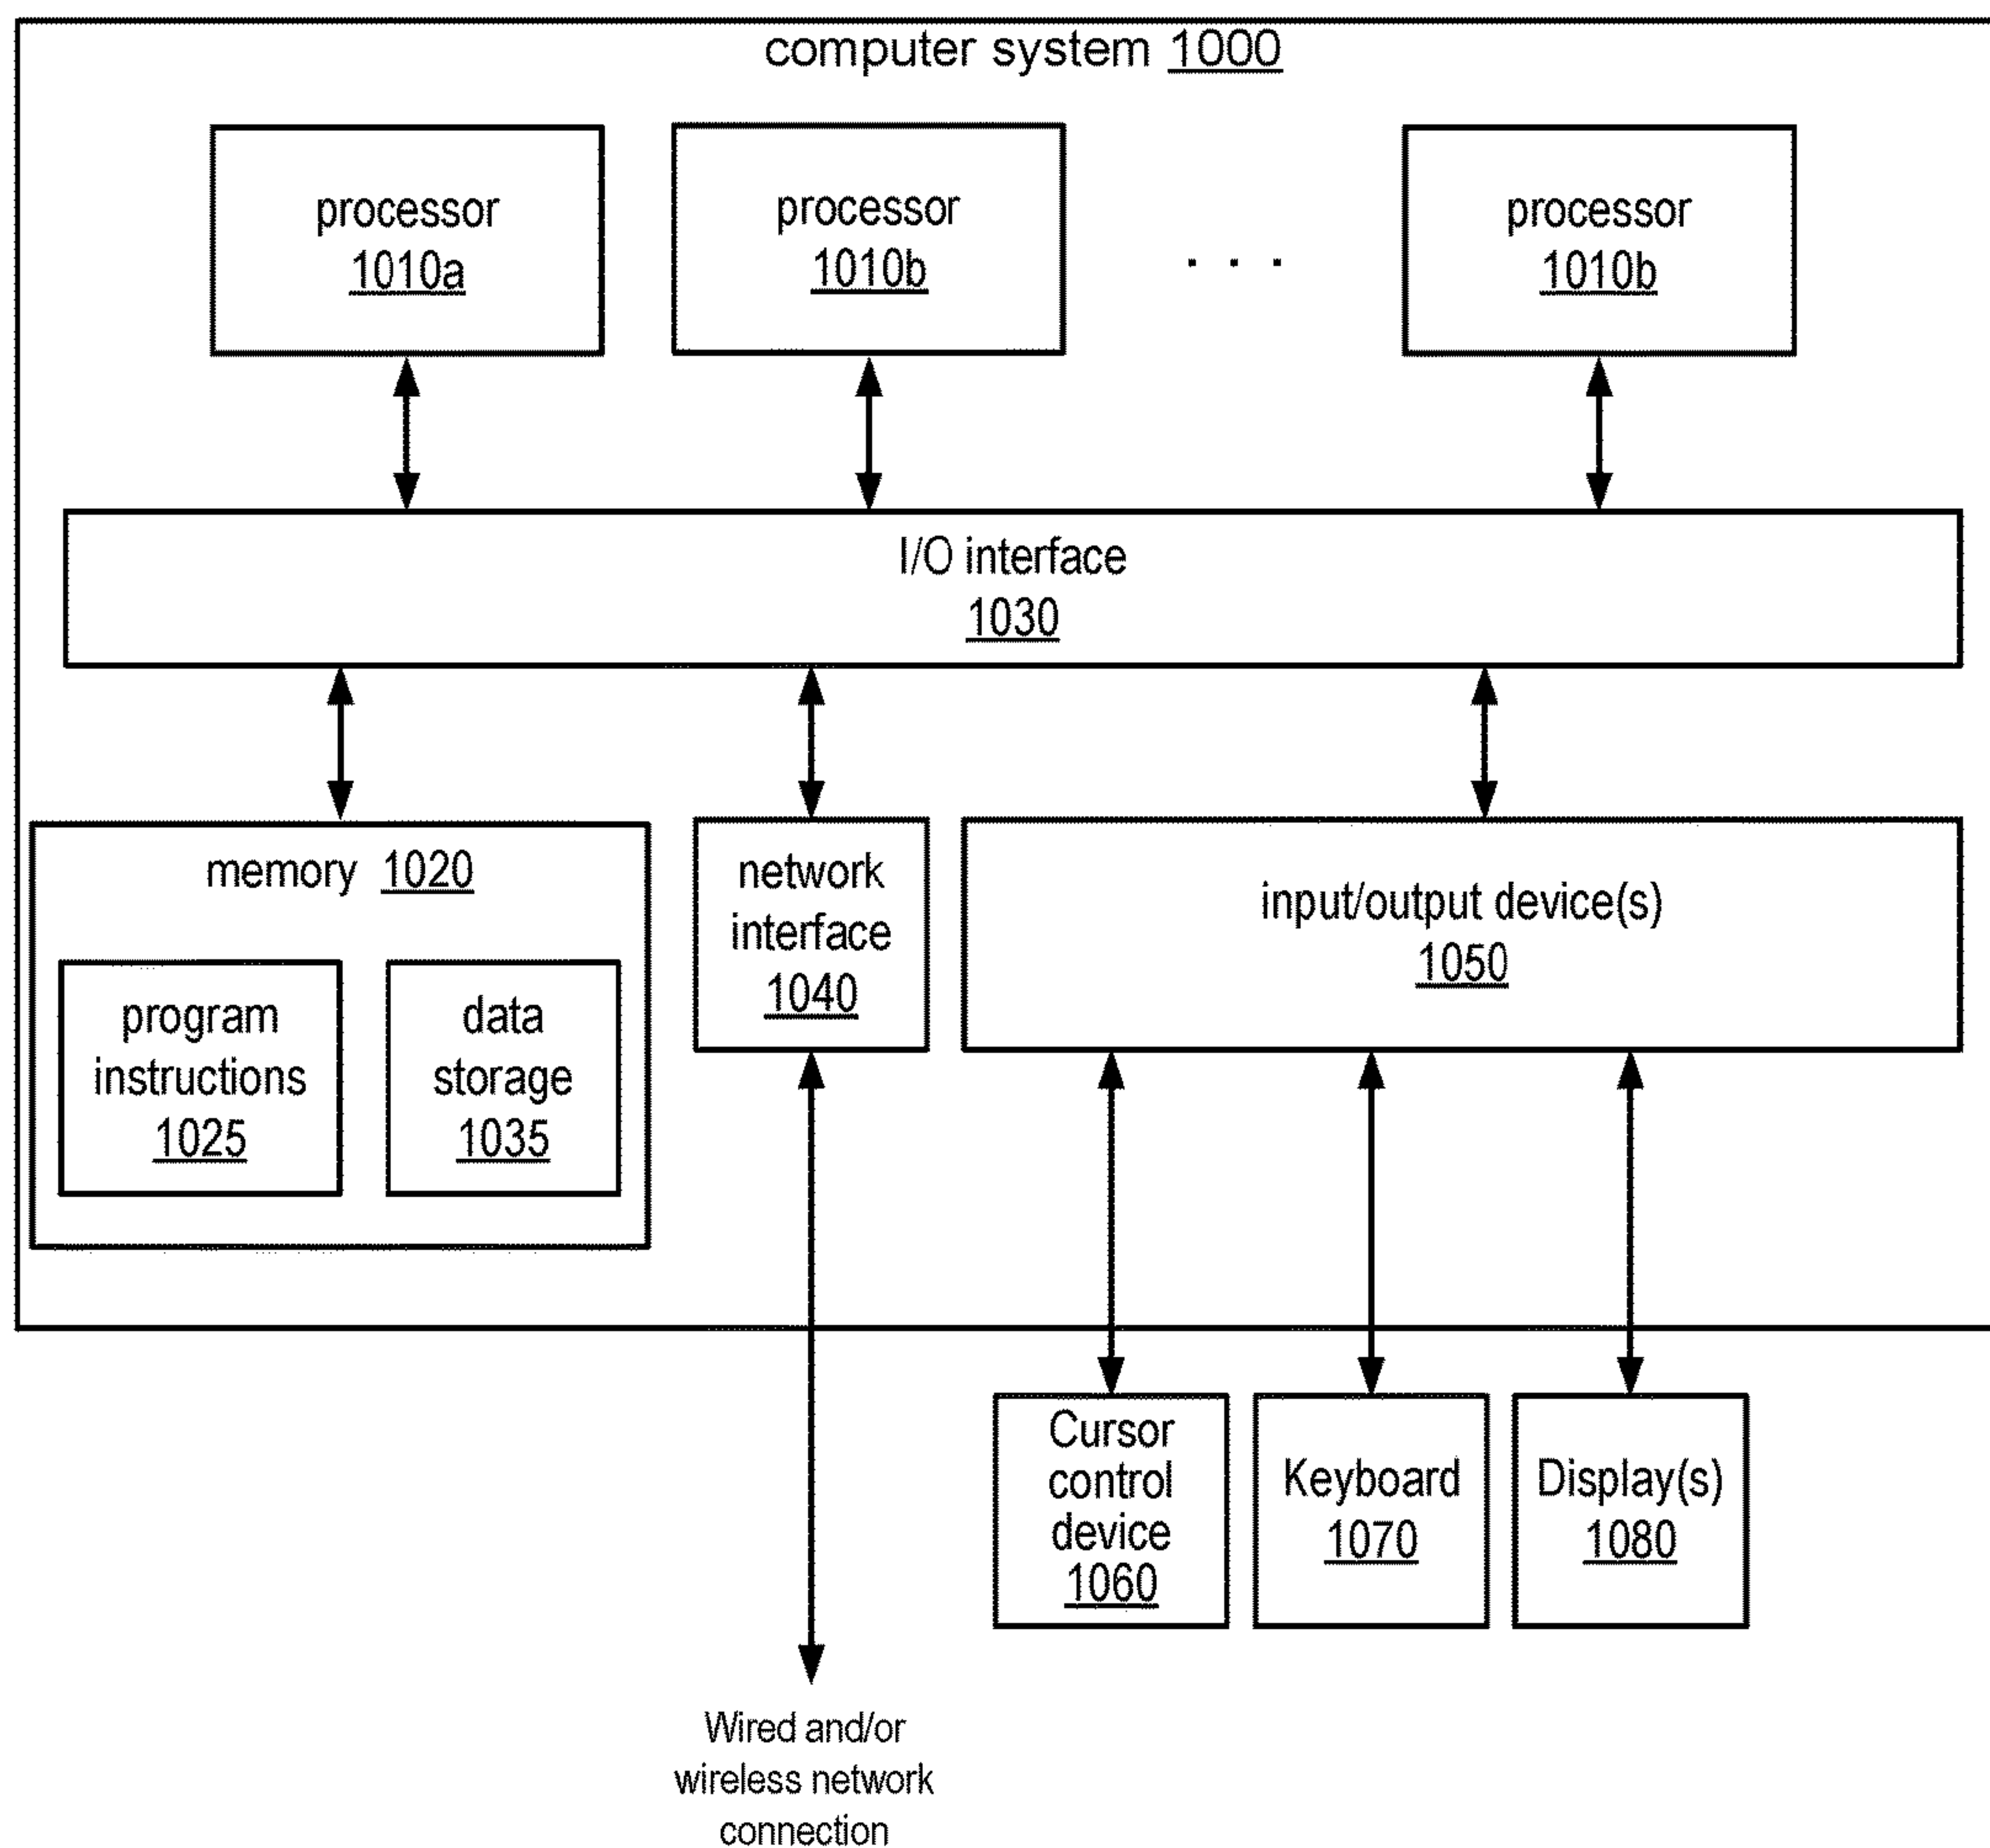 computer system 1000
processor
1010a
processor
1010b
. . .
processor
1010b
I/O interface
1030
memory 1020
program
instructions
1025
data
storage
1035
network
interface
1040
input/output device(s)
1050
Cursor
control
device
1060
Keyboard
1070
Display(s)
1080
Wired and/or
wireless network
connection